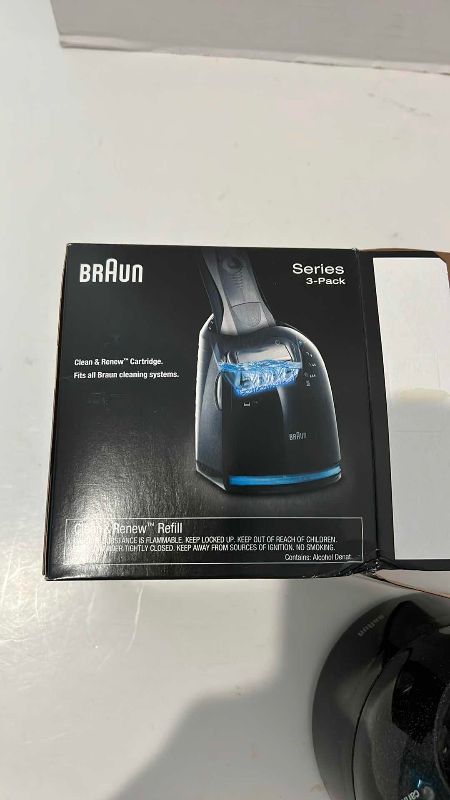 BRAUN
Series
3-Pack
Clean & Renew™ Cartridge.
Fits all Braun cleaning systems.
BRAUN
Clean & Renew™ Refill
SUBSTANCE IS FLAMMABLE. KEEP LOCKED UP. KEEP OUT OF REACH OF CHILDREN.
TIGHTLY CLOSED. KEEP AWAY FROM SOURCES OF IGNITION. NO SMOKING.
Contains: Alcohol Denat.
BRAUN